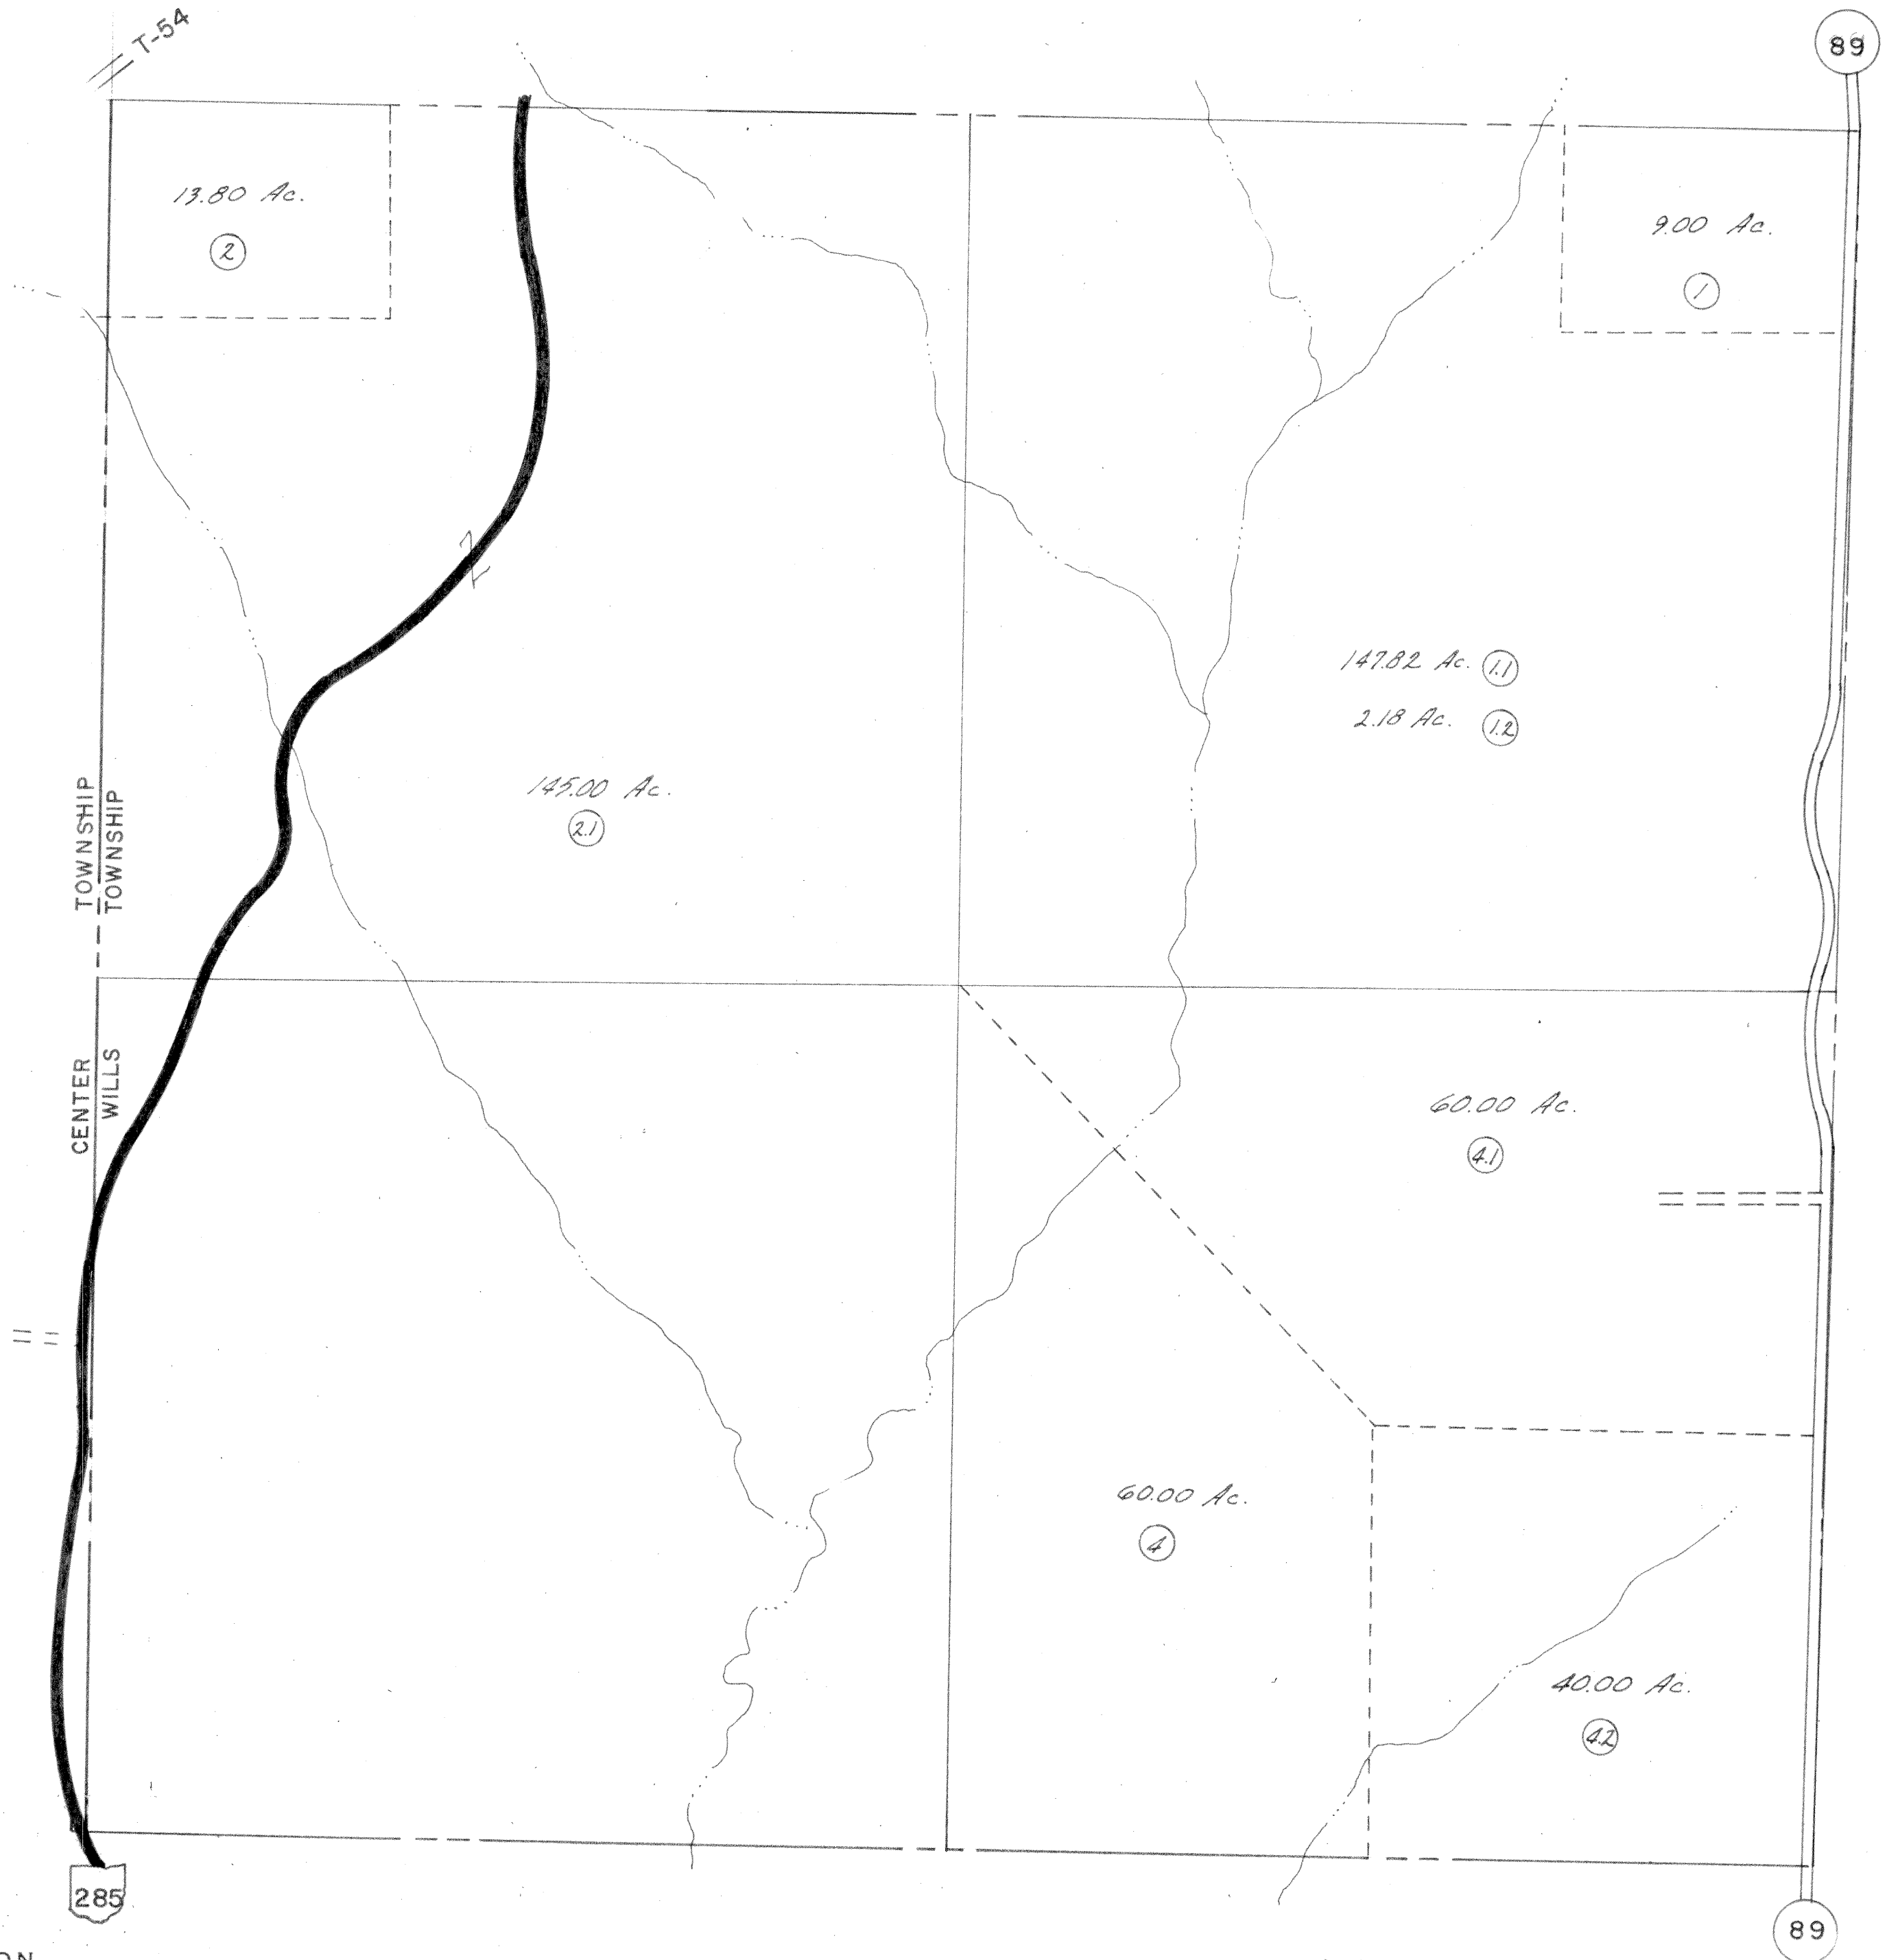 T-54
89
13.80 Ac.
2
9.00 Ac.
1
Z
147.82 Ac. 1.1
2.18 Ac. 1.2
145.00 Ac.
2.1
TOWNSHIP
TOWNSHIP
CENTER
WILLS
60.00 Ac.
4.1
60.00 Ac.
4
40.00 Ac.
4.2
285
89
ON